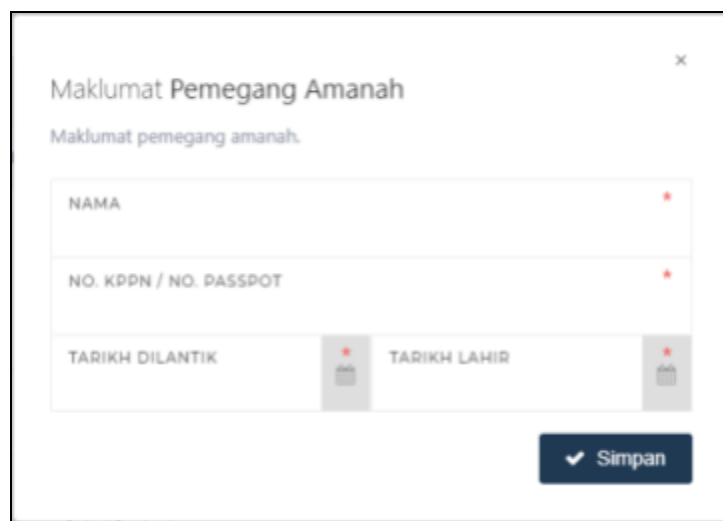 ×
Maklumat Pemegang Amanah
Maklumat pemegang amanah.
NAMA *
NO. KPPN / NO. PASSPOT *
TARIKH DILANTIK * TARIKH LAHIR *
Simpan